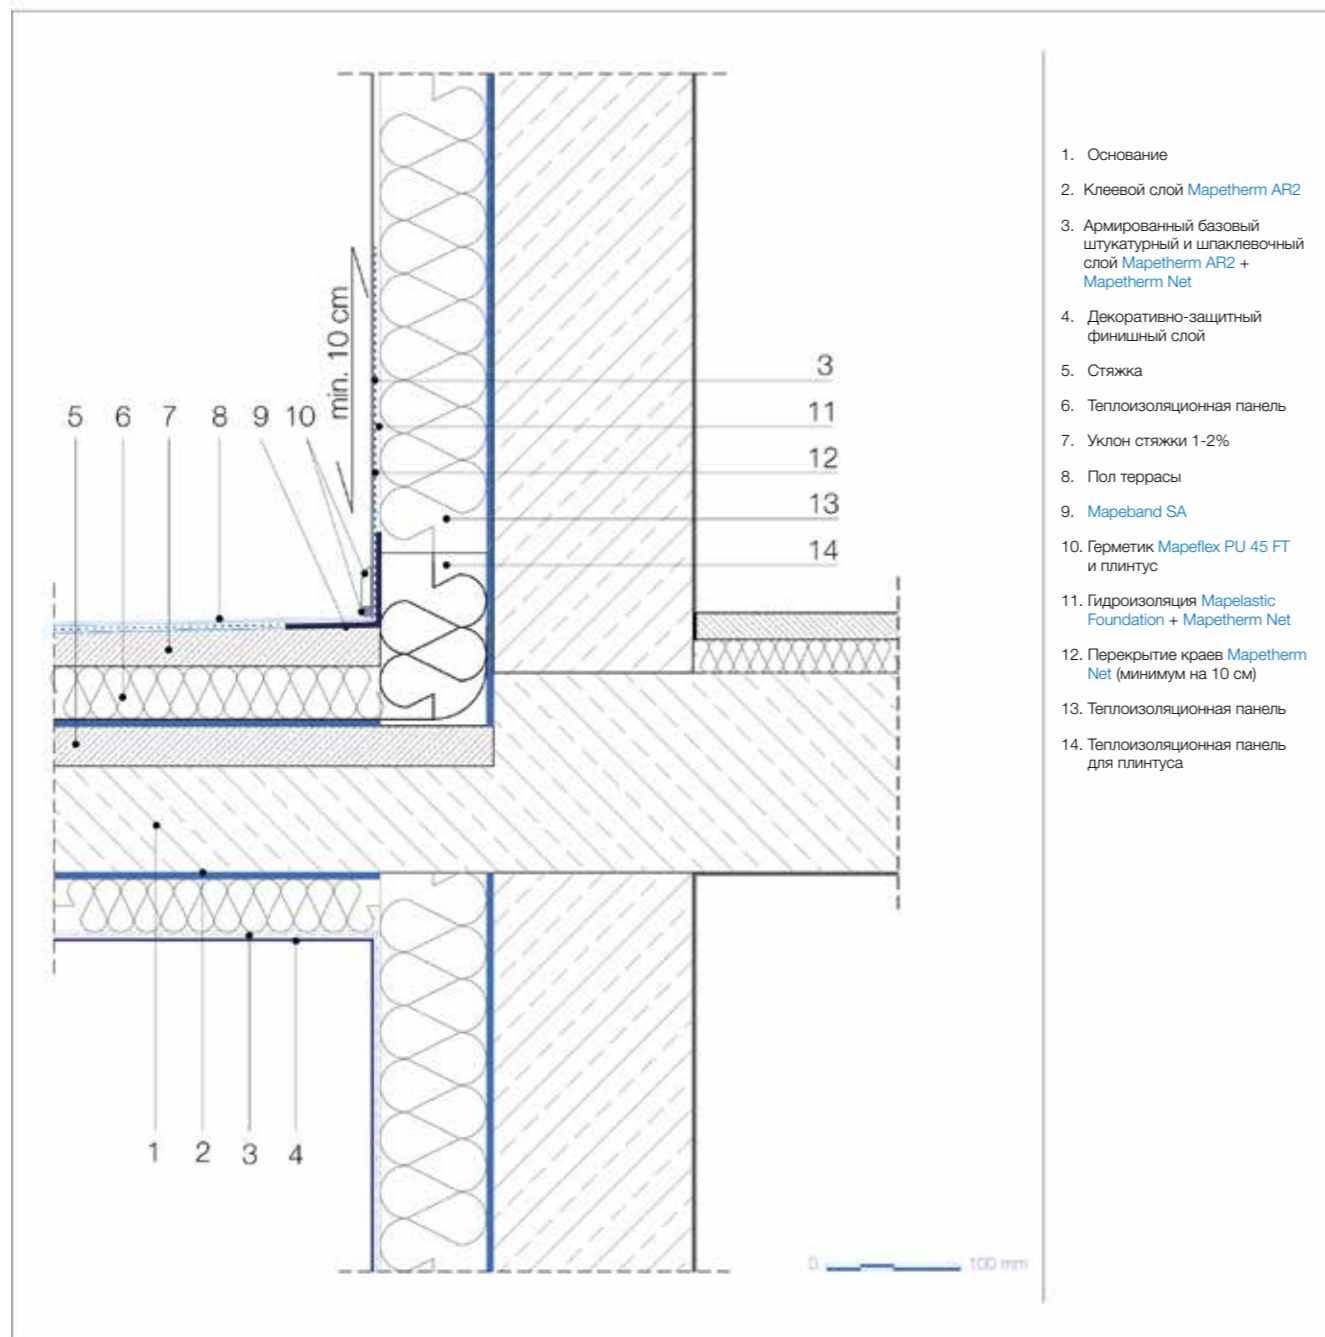 min. 10 cm
3
11
12
13
14
5 6 7 8 9 10
1 2 3 4
0 100 mm
1. Основание
2. Клеевой слой Mapetherm AR2
3. Армированный базовый
штукатурный и шпаклевочный
слой Mapetherm AR2 +
Mapetherm Net
4. Декоративно-защитный
финишный слой
5. Стяжка
6. Теплоизоляционная панель
7. Уклон стяжки 1-2%
8. Пол террасы
9. Mapeband SA
10. Герметик Mapeflex PU 45 FT
и плинтус
11. Гидроизоляция Mapelastic
Foundation + Mapetherm Net
12. Перекрытие краев Mapetherm
Net (минимум на 10 см)
13. Теплоизоляционная панель
14. Теплоизоляционная панель
для плинтуса